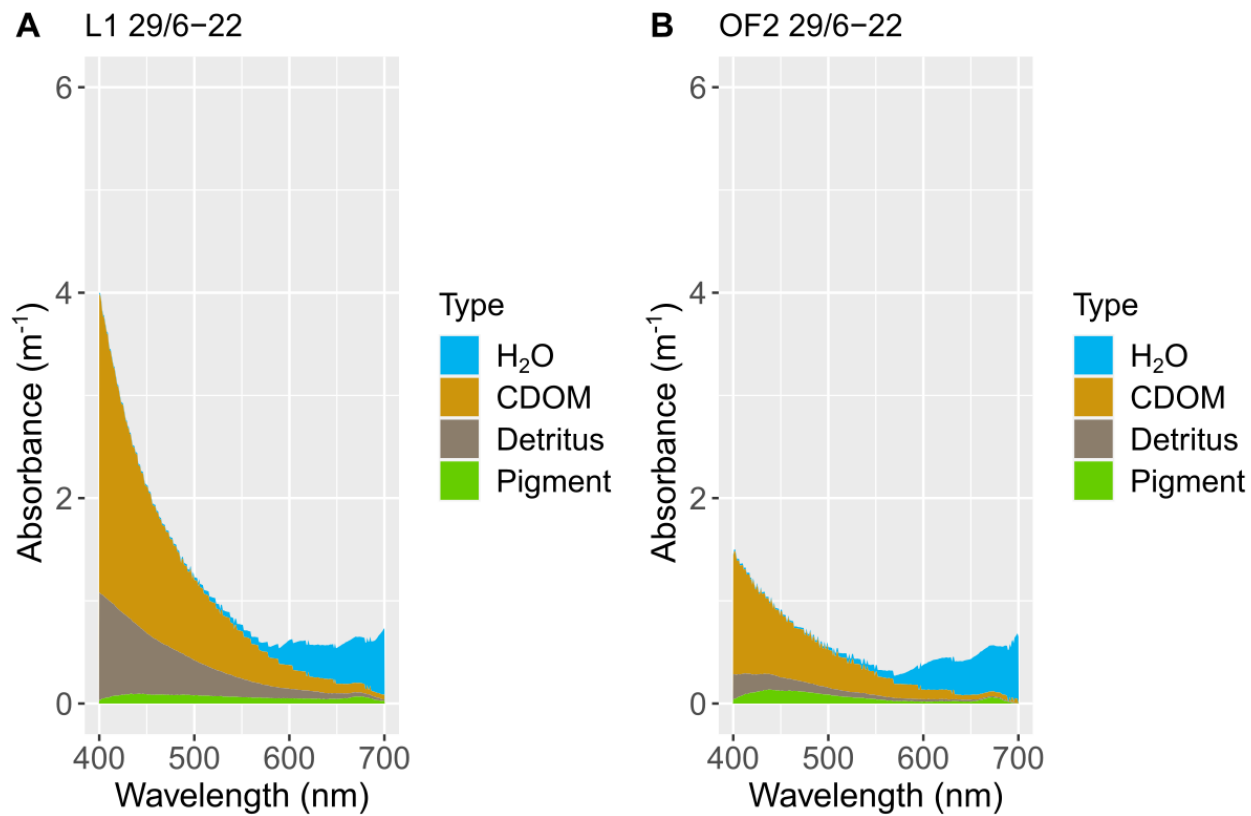 A L1 29/6−22
6
4
2
0
400 500 600 700
Wavelength (nm)
Absorbance (m⁻¹)
Type
H₂O
CDOM
Detritus
Pigment
B OF2 29/6−22
6
4
2
0
400 500 600 700
Wavelength (nm)
Absorbance (m⁻¹)
Type
H₂O
CDOM
Detritus
Pigment